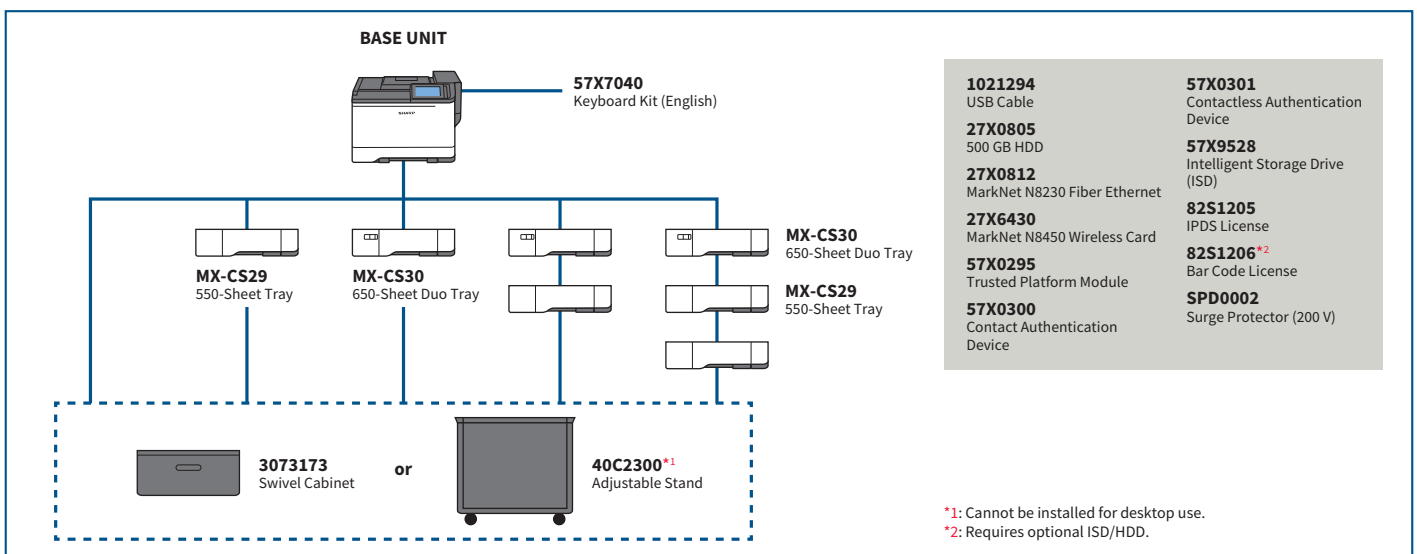 BASE UNIT
57X7040
Keyboard Kit (English)
SHARP
MX-CS29
550-Sheet Tray
MX-CS30
650-Sheet Duo Tray
MX-CS30
650-Sheet Duo Tray
MX-CS29
550-Sheet Tray
3073173
Swivel Cabinet
or
40C2300*1
Adjustable Stand
1021294
USB Cable
27X0805
500 GB HDD
27X0812
MarkNet N8230 Fiber Ethernet
27X6430
MarkNet N8450 Wireless Card
57X0295
Trusted Platform Module
57X0300
Contact Authentication
Device
57X0301
Contactless Authentication
Device
57X9528
Intelligent Storage Drive
(ISD)
82S1205
IPDS License
82S1206*2
Bar Code License
SPD0002
Surge Protector (200 V)
*1: Cannot be installed for desktop use.
*2: Requires optional ISD/HDD.